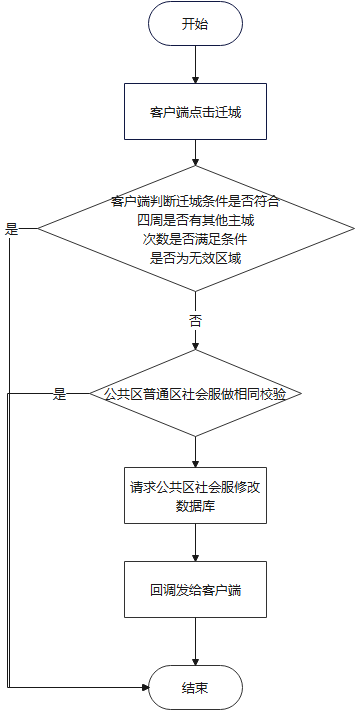 开始
客户端点击迁城
客户端判断迁城条件是否符合
四周是否有其他主城
次数是否满足条件
是否为无效区域
是
否
是
公共区普通区社会服做相同校验
请求公共区社会服修改
数据库
回调发给客户端
结束